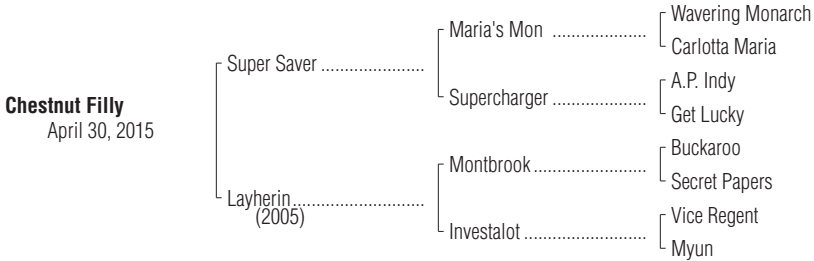 Wavering Monarch
Maria's Mon ..................
Carlotta Maria
Super Saver ......................
A.P. Indy
Supercharger ....................
Get Lucky
Chestnut Filly
April 30, 2015
Buckaroo
Montbrook ........................
Secret Papers
Layherin............................
(2005)
Vice Regent
Investalot ..........................
Myun